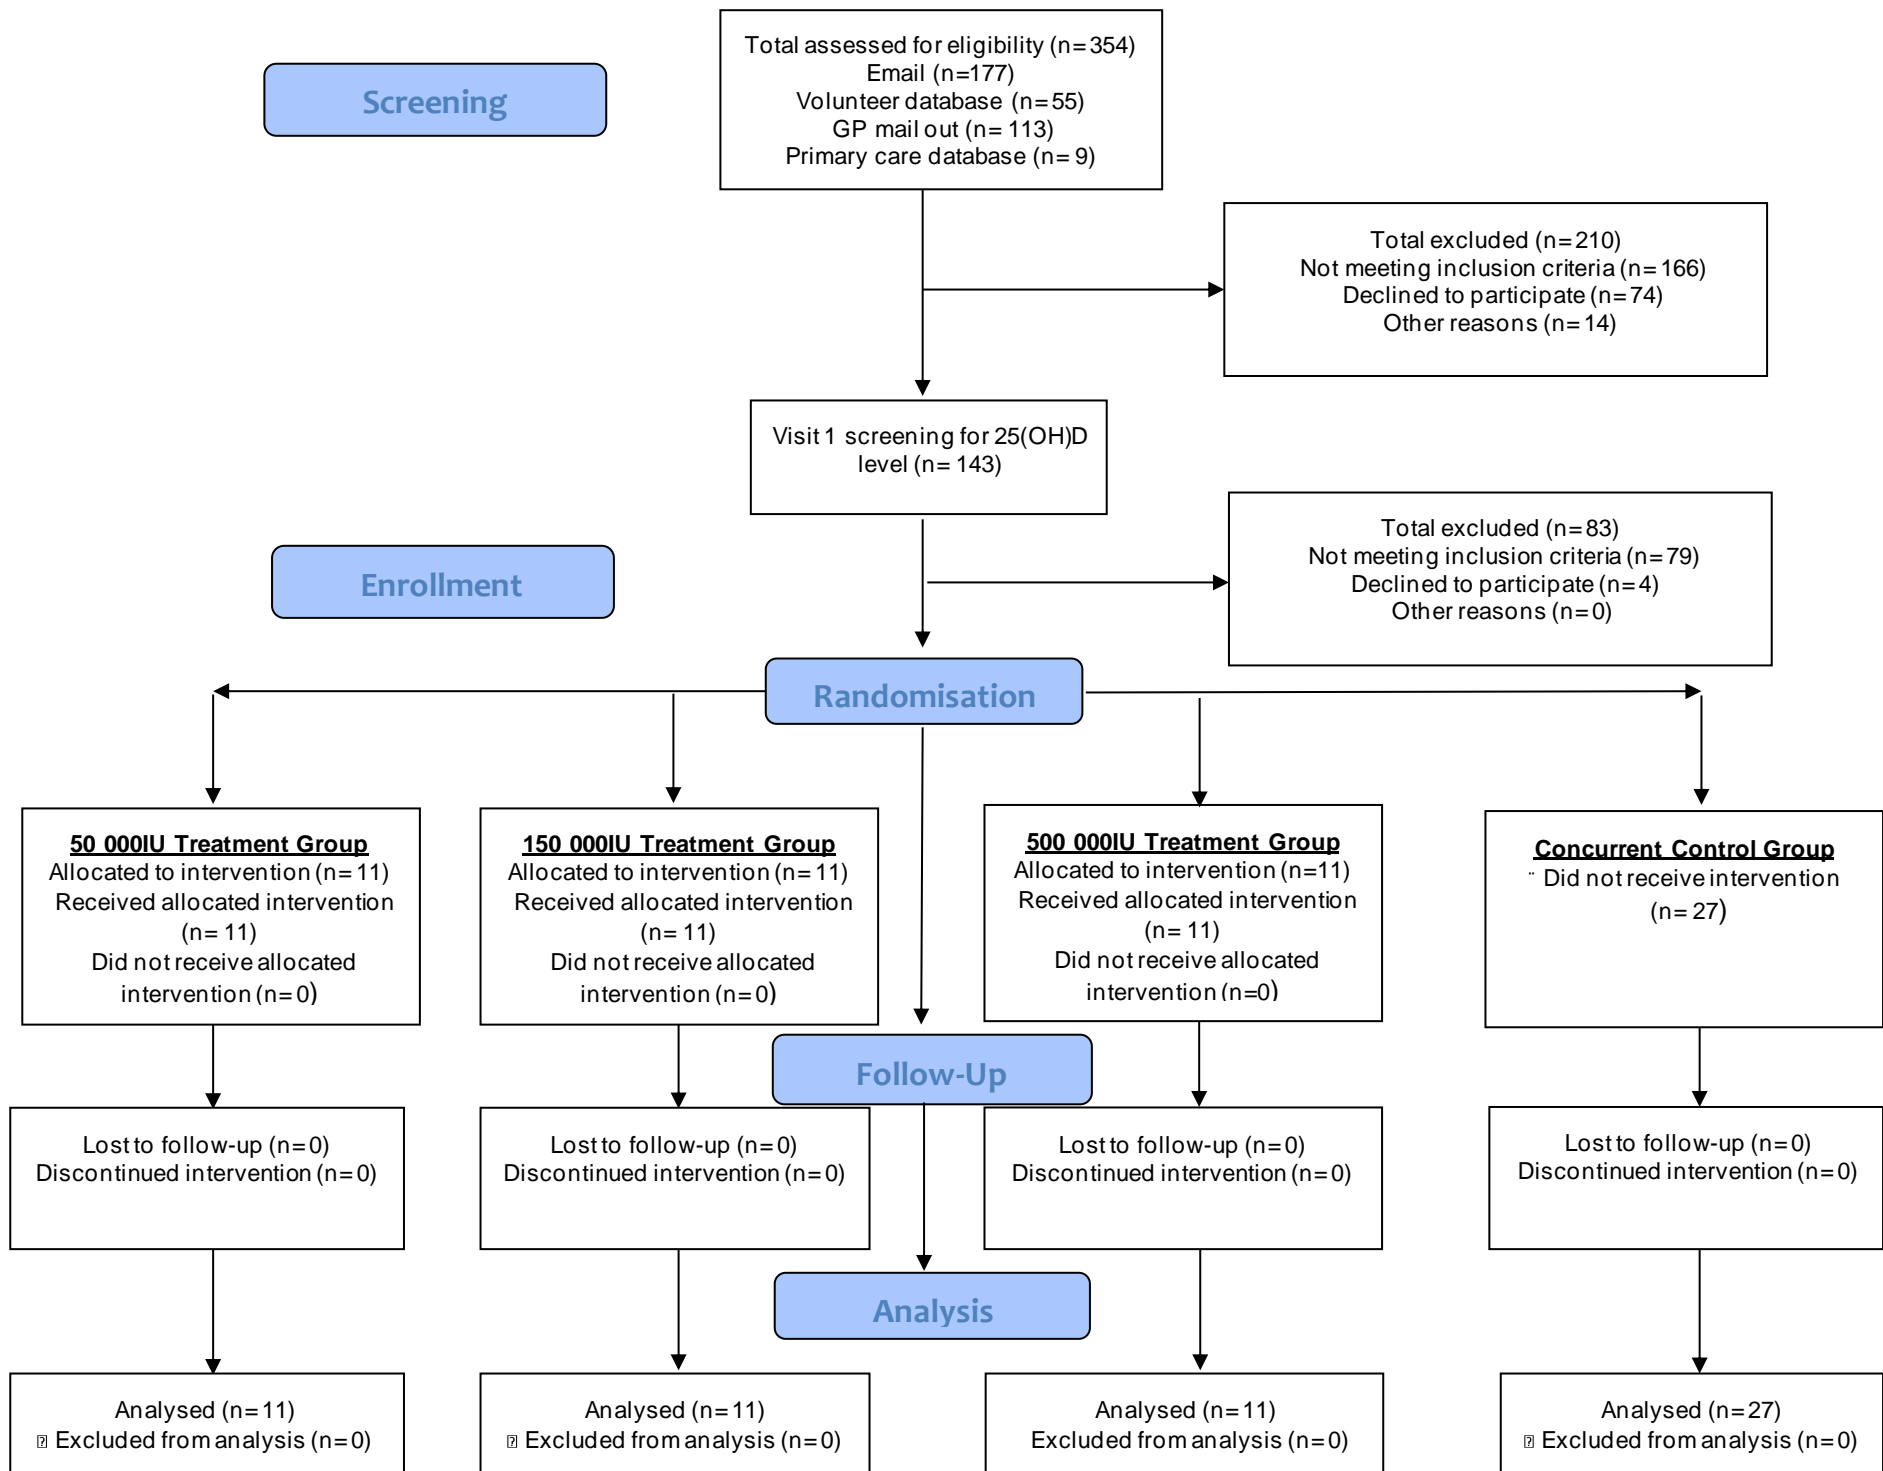 Total assessed for eligibility (n=354)
Email (n=177)
Volunteer database (n=55)
GP mail out (n= 113)
Primary care database (n= 9)
Screening
Total excluded (n=210)
Not meeting inclusion criteria (n=166)
Declined to participate (n=74)
Other reasons (n=14)
Visit 1 screening for 25(OH)D
level (n= 143)
Total excluded (n=83)
Not meeting inclusion criteria (n=79)
Declined to participate (n=4)
Other reasons (n=0)
Enrollment
Randomisation
50 000IU Treatment Group
Allocated to intervention (n=11)
Received allocated intervention
(n= 11)
Did not receive allocated
intervention (n=0)
150 000IU Treatment Group
Allocated to intervention (n=11)
Received allocated intervention
(n= 11)
Did not receive allocated
intervention (n=0)
500 000IU Treatment Group
Allocated to intervention (n=11)
Received allocated intervention
(n= 11)
Did not receive allocated
intervention (n=0)
Concurrent Control Group
¨ Did not receive intervention
(n= 27)
Follow-Up
Lost to follow-up (n=0)
Discontinued intervention (n=0)
Lost to follow-up (n=0)
Discontinued intervention (n=0)
Lost to follow-up (n=0)
Discontinued intervention (n=0)
Lost to follow-up (n=0)
Discontinued intervention (n=0)
Analysis
Analysed (n=11)
Excluded from analysis (n=0)
Analysed (n=11)
Excluded from analysis (n=0)
Analysed (n=11)
Excluded from analysis (n=0)
Analysed (n=27)
Excluded from analysis (n=0)